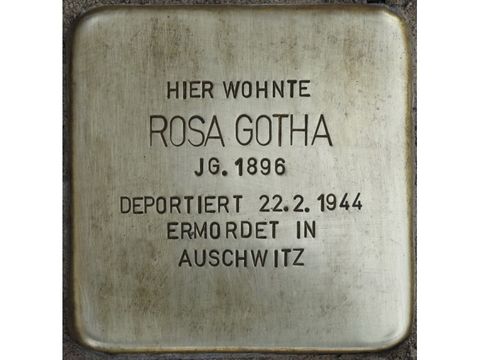 HIER WOHNTE
ROSA GOTHA
JG. 1896
DEPORTIERT 22.2.1944
ERMORDET IN
AUSCHWITZ